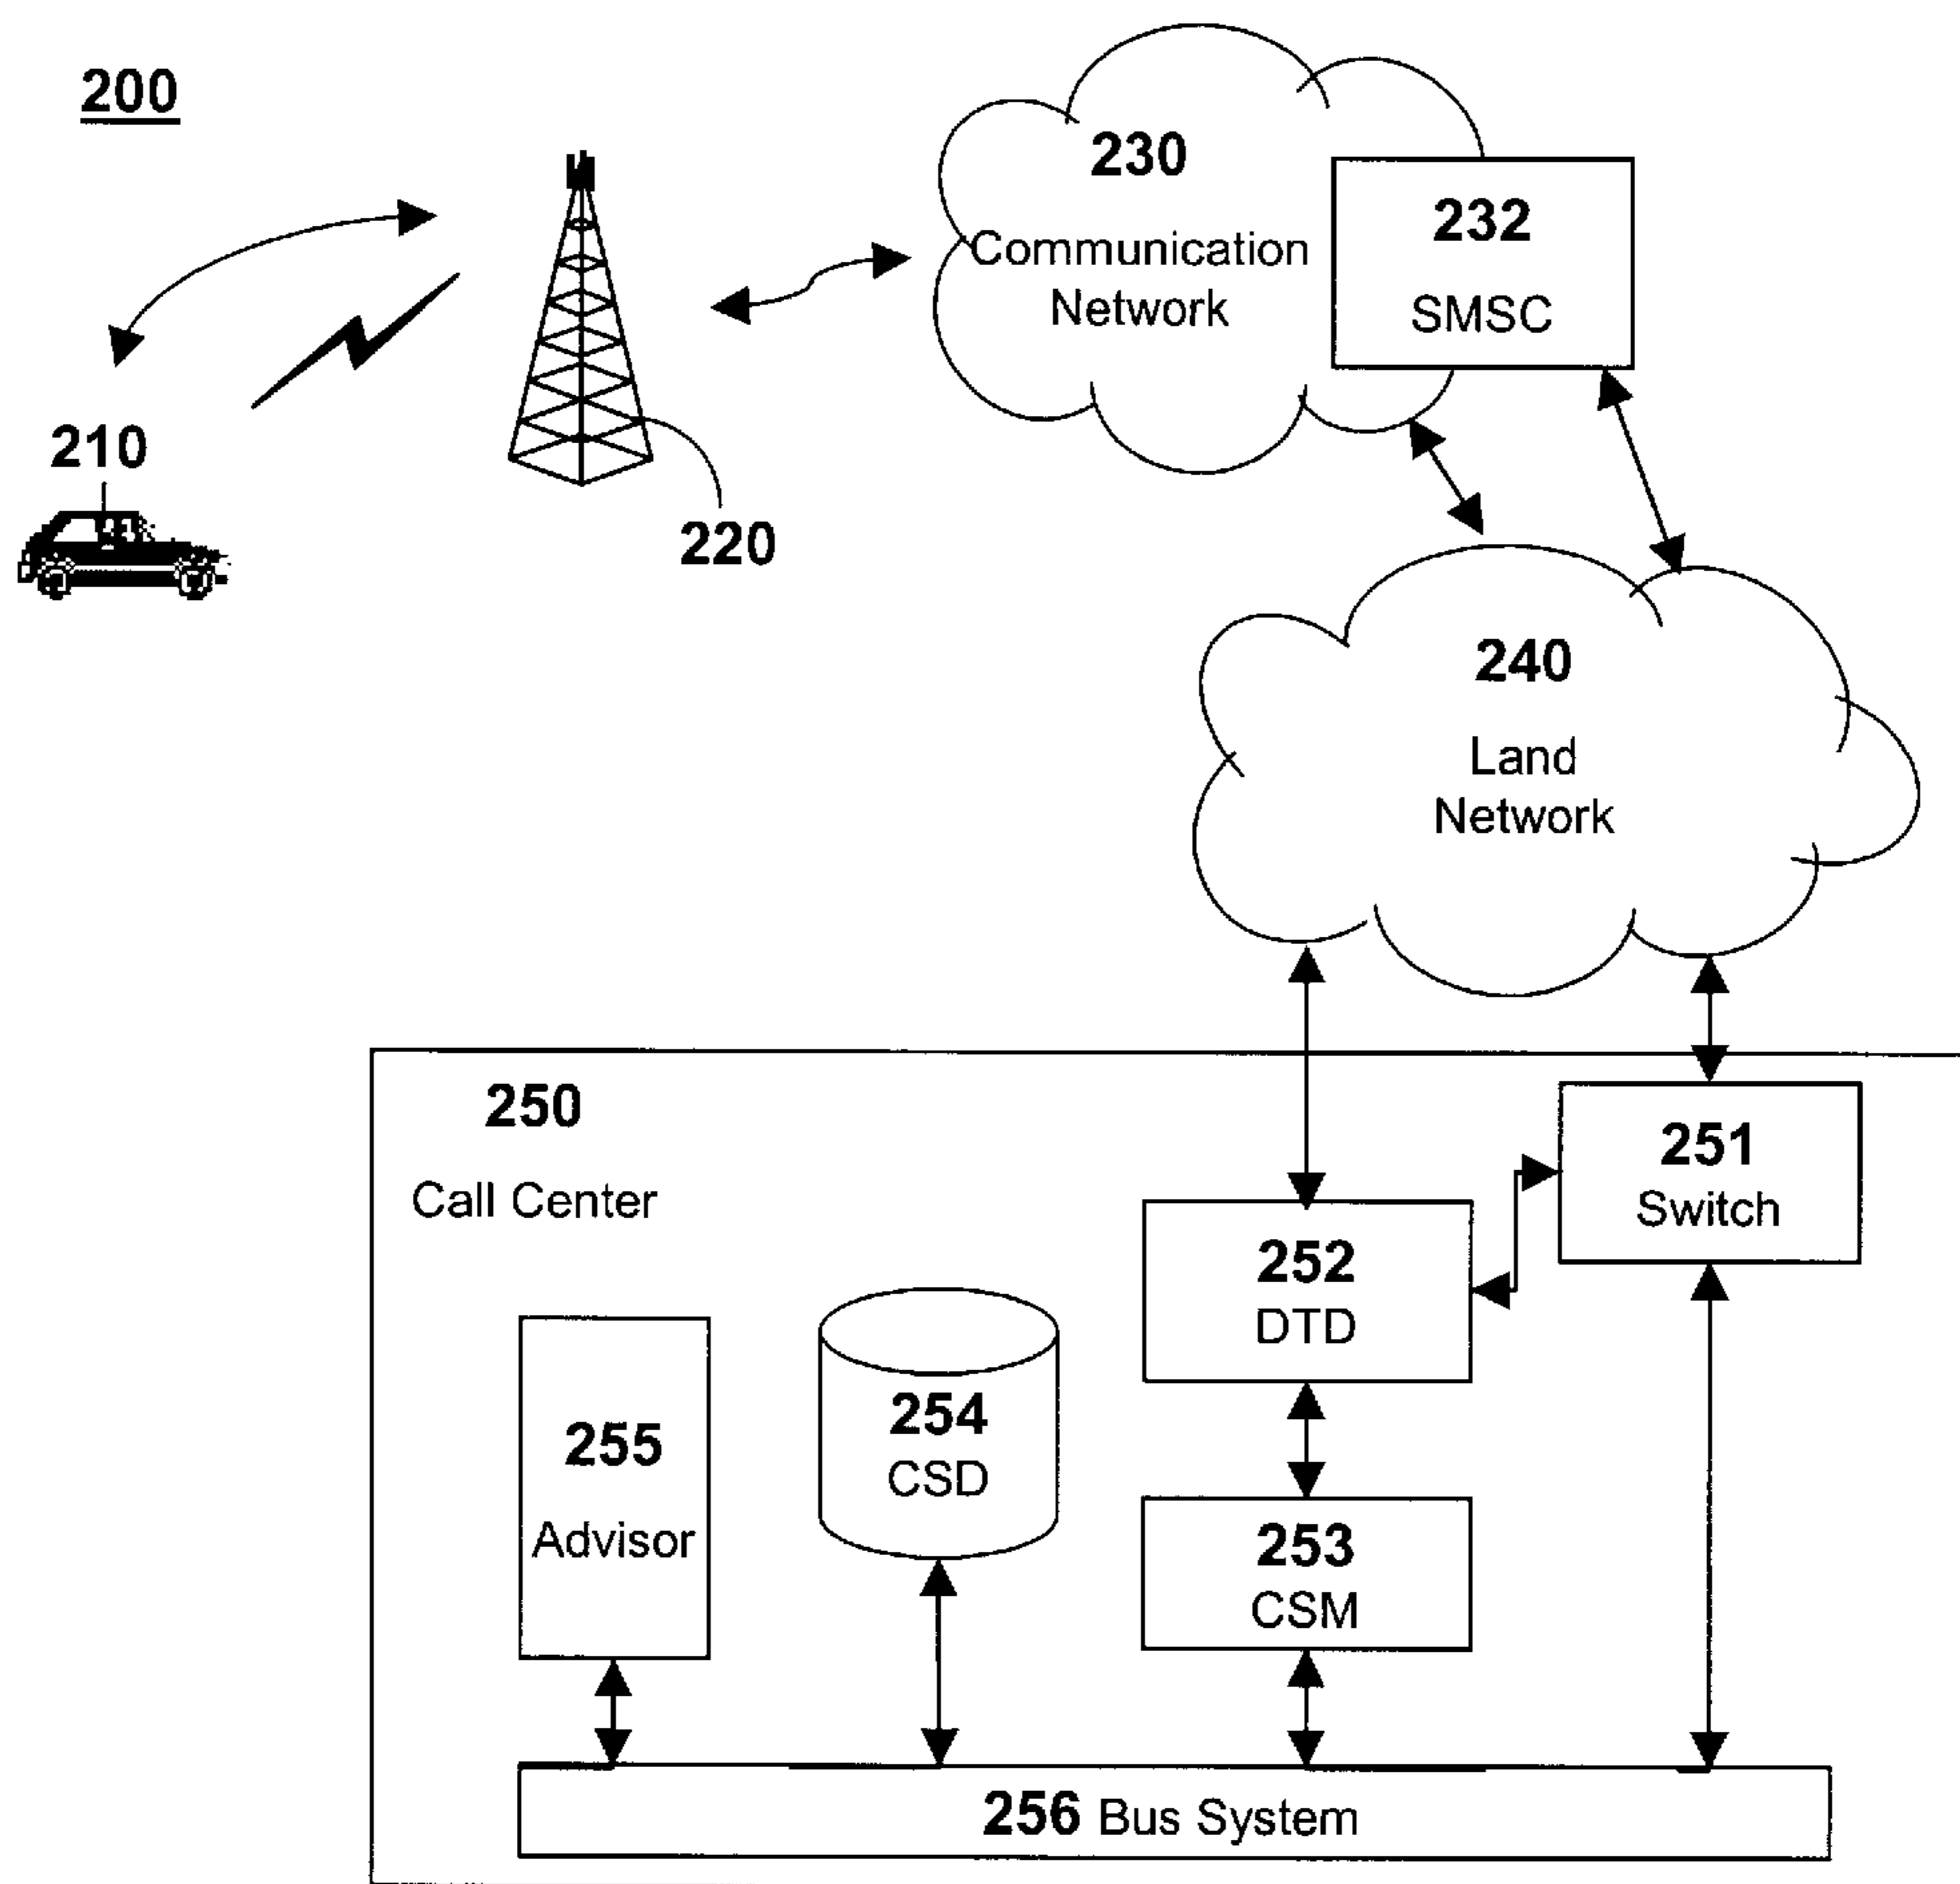 200
230
Communication
Network
232
SMSC
210
220
240
Land
Network
250
Call Center
251
Switch
252
DTD
254
CSD
255
Advisor
253
CSM
256 Bus System